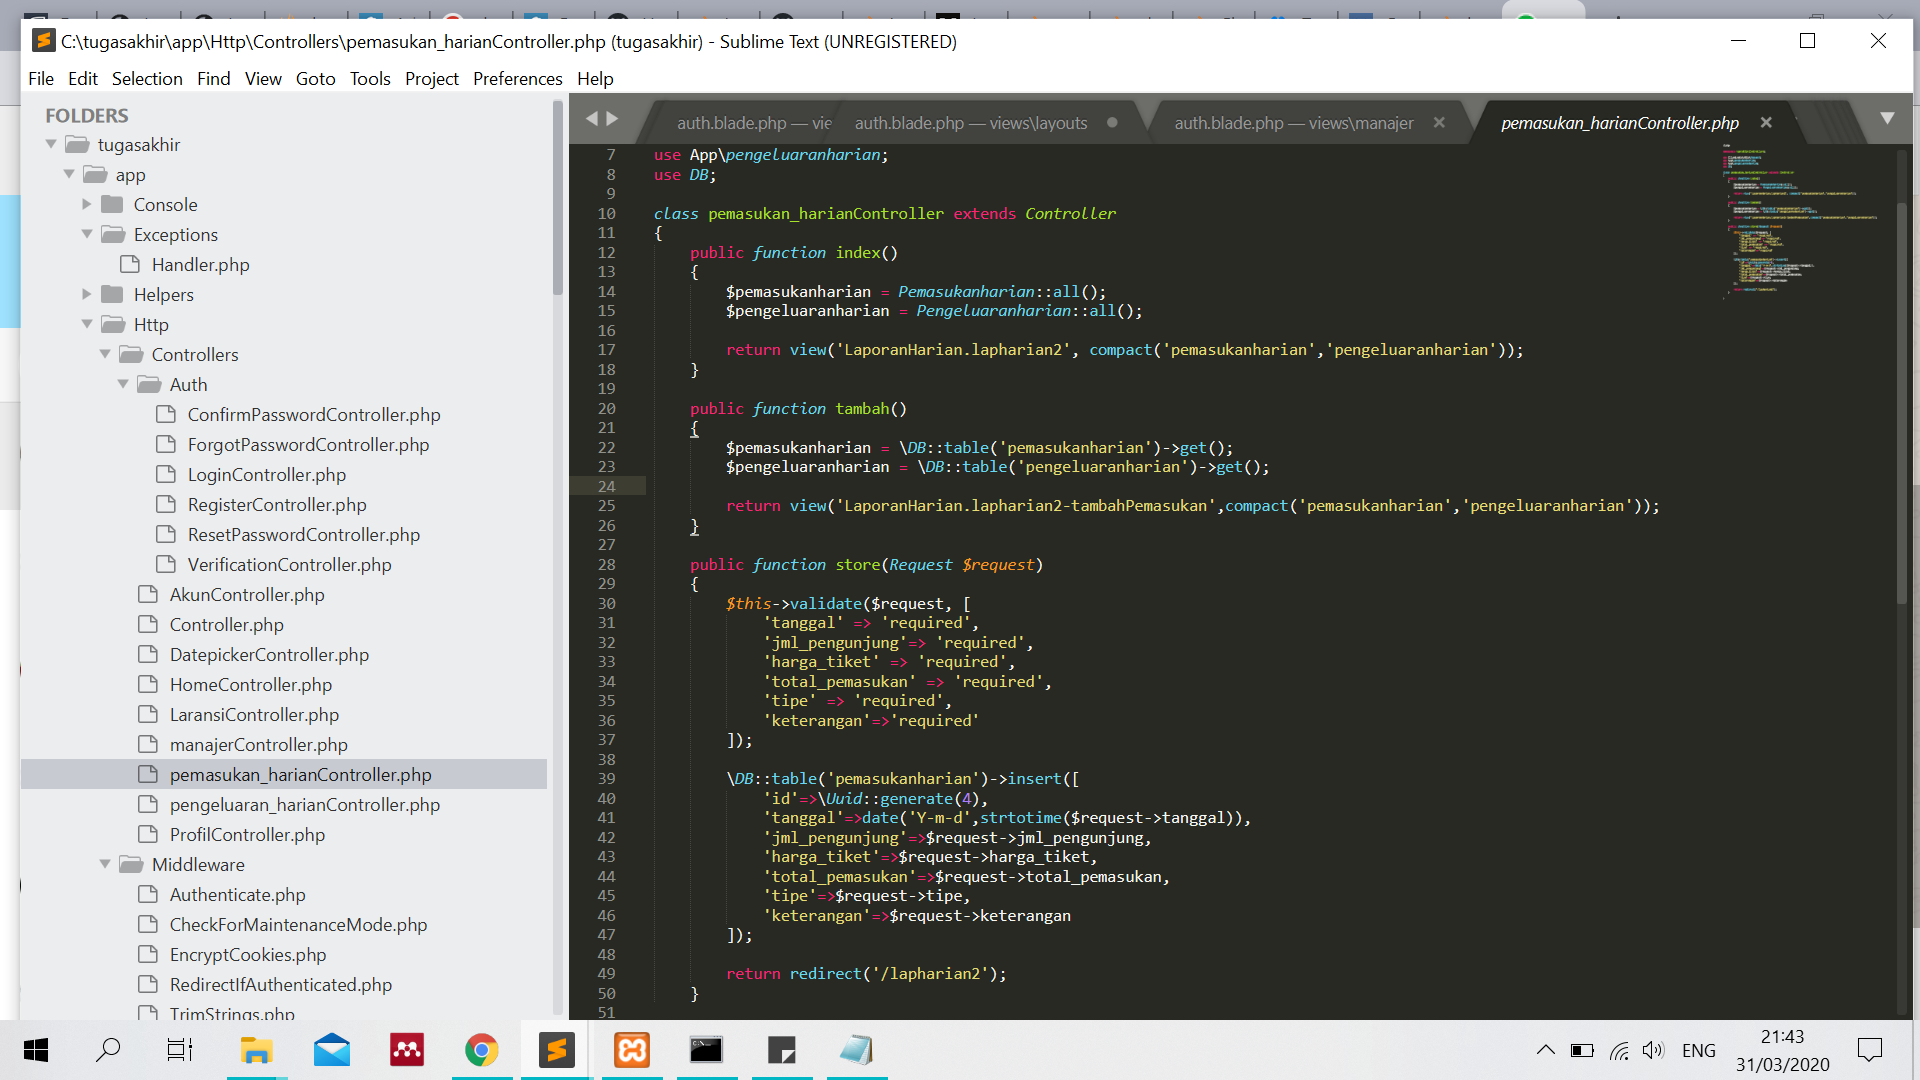 C:\tugasakhir\app\Http\Controllers\pemasukan_harianController.php (tugasakhir) - Sublime Text (UNREGISTERED)
File Edit Selection Find View Goto Tools Project Preferences Help
FOLDERS
tugasakhir
app
Console
Exceptions
Handler.php
Helpers
Http
Controllers
Auth
ConfirmPasswordController.php
ForgotPasswordController.php
LoginController.php
RegisterController.php
ResetPasswordController.php
VerificationController.php
AkunController.php
Controller.php
DatepickerController.php
HomeController.php
LaransiController.php
manajerController.php
pemasukan_harianController.php
pengeluaran_harianController.php
ProfilController.php
Middleware
Authenticate.php
CheckForMaintenanceMode.php
EncryptCookies.php
RedirectIfAuthenticated.php
TrimStrings.php
auth.blade.php — vie auth.blade.php — views\layouts auth.blade.php — views\manajer pemasukan_harianController.php
7 use App\pengeluaranharian;
8 use DB;
9
10 class pemasukan_harianController extends Controller
11 {
12 public function index()
13 {
14 $pemasukanharian = Pemasukanharian::all();
15 $pengeluaranharian = Pengeluaranharian::all();
16
17 return view('LaporanHarian.lapharian2', compact('pemasukanharian','pengeluaranharian'));
18 }
19
20 public function tambah()
21 {
22 $pemasukanharian = \DB::table('pemasukanharian')->get();
23 $pengeluaranharian = \DB::table('pengeluaranharian')->get();
24
25 return view('LaporanHarian.lapharian2-tambahPemasukan',compact('pemasukanharian','pengeluaranharian'));
26 }
27
28 public function store(Request $request)
29 {
30 $this->validate($request, [
31 'tanggal' => 'required',
32 'jml_pengunjung'=> 'required',
33 'harga_tiket' => 'required',
34 'total_pemasukan' => 'required',
35 'tipe' => 'required',
36 'keterangan'=>'required'
37 ]);
38
39 \DB::table('pemasukanharian')->insert([
40 'id'=>\Uuid::generate(4),
41 'tanggal'=>date('Y-m-d',strtotime($request->tanggal)),
42 'jml_pengunjung'=>$request->jml_pengunjung,
43 'harga_tiket'=>$request->harga_tiket,
44 'total_pemasukan'=>$request->total_pemasukan,
45 'tipe'=>$request->tipe,
46 'keterangan'=>$request->keterangan
47 ]);
48
49 return redirect('/lapharian2');
50 }
51
ENG
21:43
31/03/2020